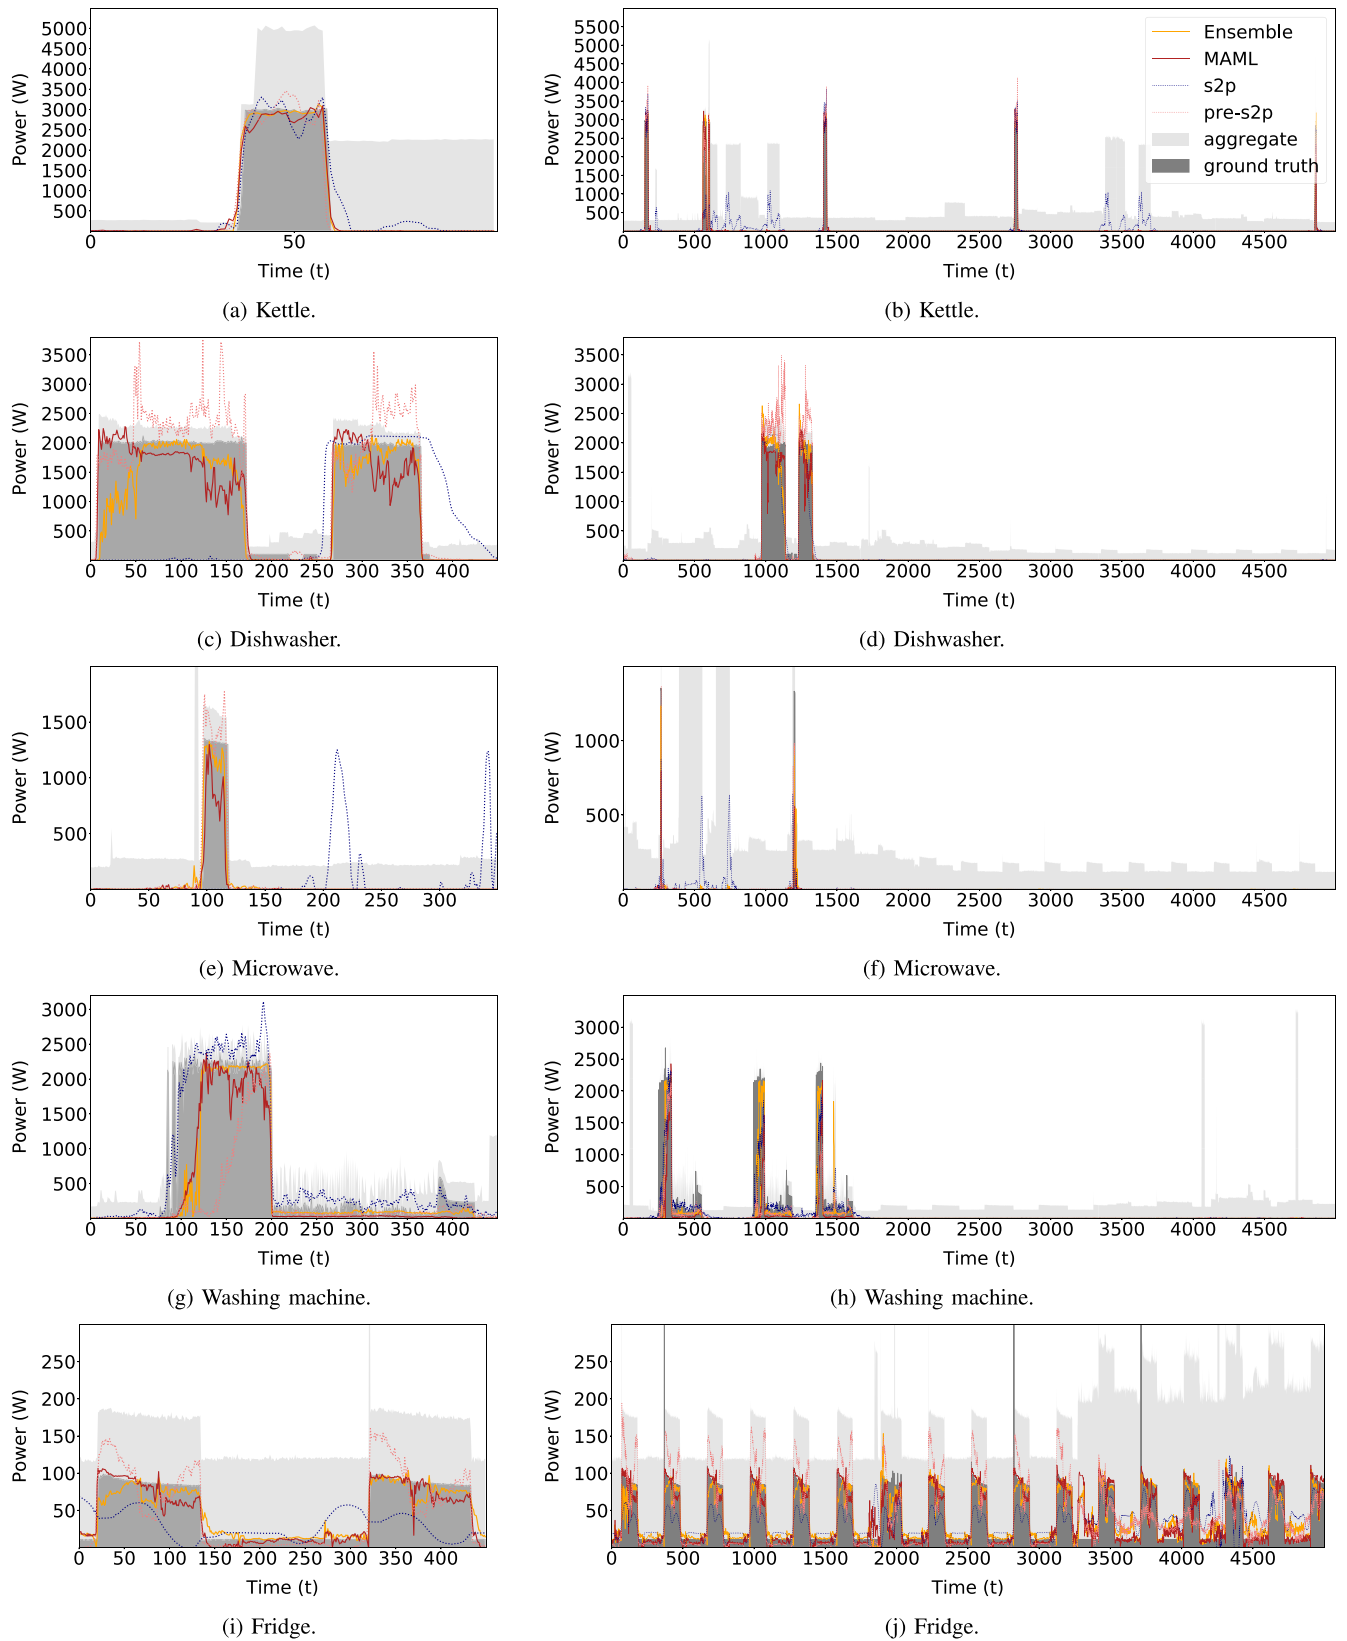 5000
4500
4000
3500
3000
2500
2000
1500
1000
500
Power (W)
0 50
Time (t)
(a) Kettle.
5500
5000
4500
4000
3500
3000
2500
2000
1500
1000
500
Power (W)
Ensemble
MAML
s2p
pre-s2p
aggregate
ground truth
0 500 1000 1500 2000 2500 3000 3500 4000 4500
Time (t)
(b) Kettle.
3500
3000
2500
2000
1500
1000
500
Power (W)
0 50 100 150 200 250 300 350 400
Time (t)
(c) Dishwasher.
3500
3000
2500
2000
1500
1000
500
Power (W)
0 500 1000 1500 2000 2500 3000 3500 4000 4500
Time (t)
(d) Dishwasher.
1500
1000
500
Power (W)
0 50 100 150 200 250 300
Time (t)
(e) Microwave.
1000
500
Power (W)
0 500 1000 1500 2000 2500 3000 3500 4000 4500
Time (t)
(f) Microwave.
3000
2500
2000
1500
1000
500
Power (W)
0 50 100 150 200 250 300 350 400
Time (t)
(g) Washing machine.
3000
2500
2000
1500
1000
500
Power (W)
0 500 1000 1500 2000 2500 3000 3500 4000 4500
Time (t)
(h) Washing machine.
250
200
150
100
50
Power (W)
0 50 100 150 200 250 300 350 400
Time (t)
(i) Fridge.
250
200
150
100
50
Power (W)
0 500 1000 1500 2000 2500 3000 3500 4000 4500
Time (t)
(j) Fridge.